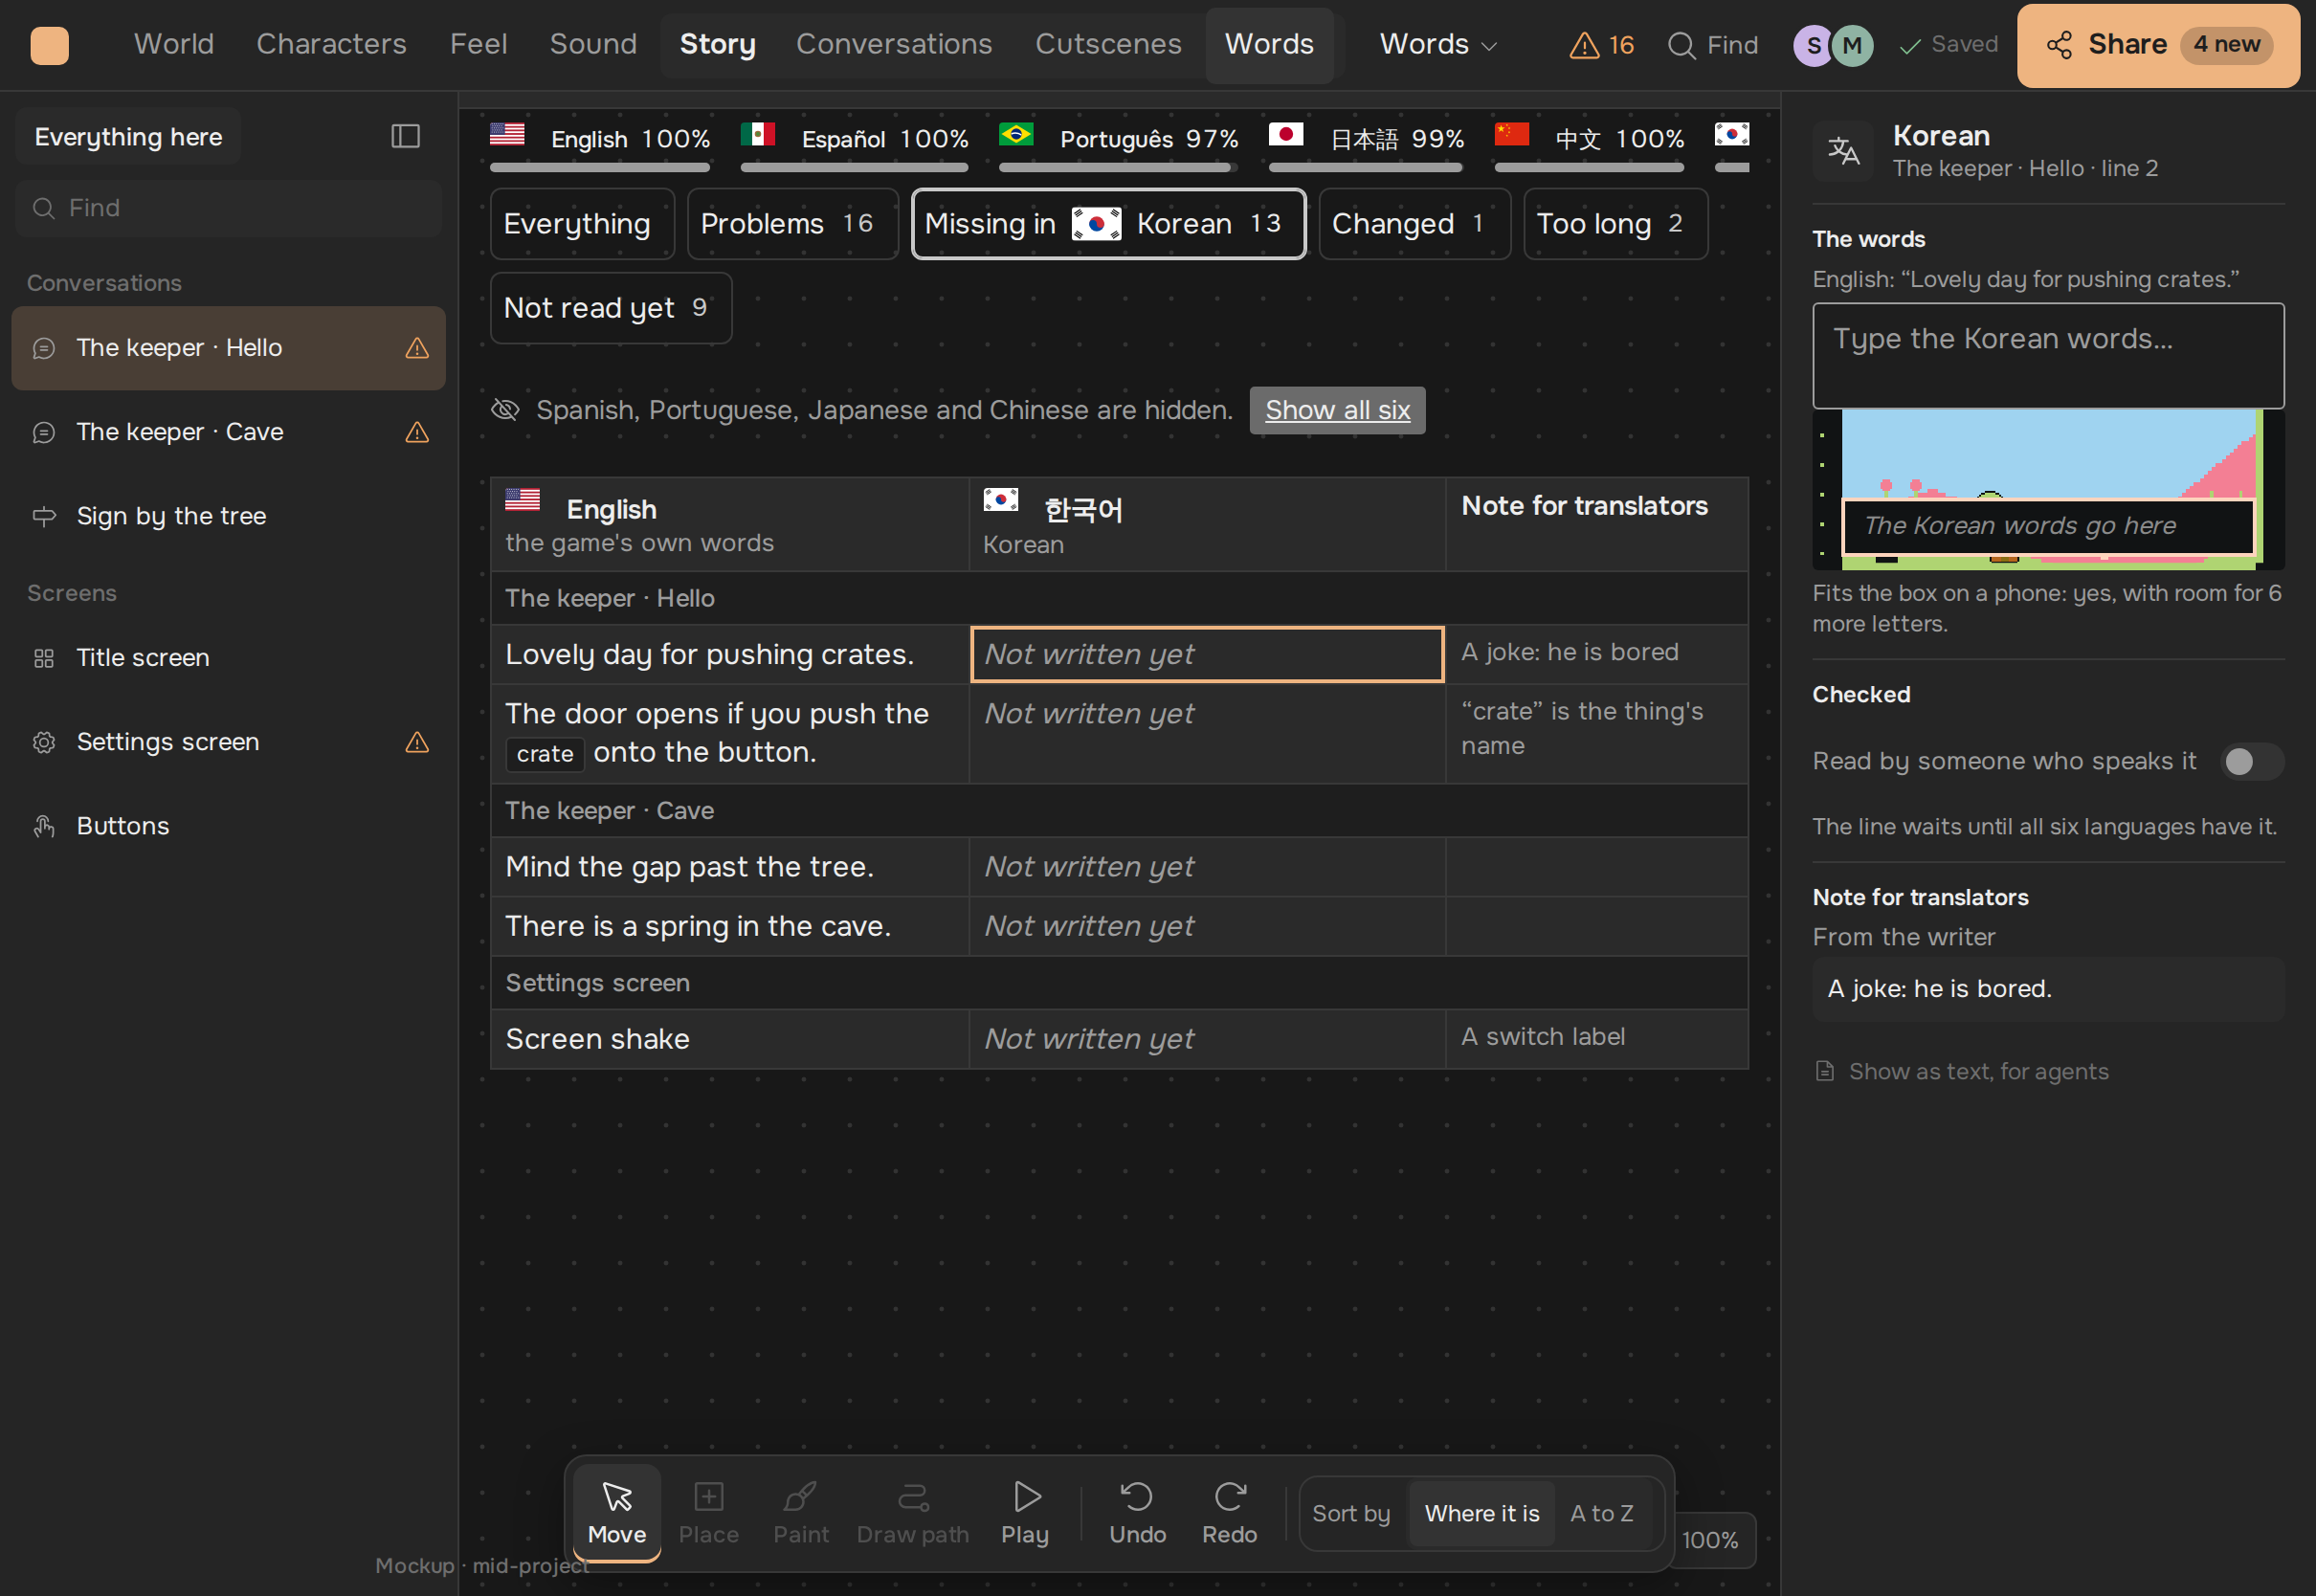 World Characters Feel Sound Story Conversations Cutscenes Words Words 16 Find S M Saved Share 4 new
Everything here
Find
Conversations
The keeper · Hello
The keeper · Cave
Sign by the tree
Screens
Title screen
Settings screen
Buttons
English 100% Español 100% Português 97% 日本語 99% 中文 100%
Everything Problems 16 Missing in Korean 13 Changed 1 Too long 2
Not read yet 9
Spanish, Portuguese, Japanese and Chinese are hidden. Show all six
English 한국어 Note for translators
the game's own words Korean
The keeper · Hello
Lovely day for pushing crates. Not written yet A joke: he is bored
The door opens if you push the Not written yet “crate” is the thing's
crate onto the button. name
The keeper · Cave
Mind the gap past the tree. Not written yet
There is a spring in the cave. Not written yet
Settings screen
Screen shake Not written yet A switch label
Move Place Paint Draw path Play Undo Redo Sort by Where it is A to Z 100%
Mockup · mid-project
Korean
The keeper · Hello · line 2
The words
English: “Lovely day for pushing crates.”
Type the Korean words...
The Korean words go here
Fits the box on a phone: yes, with room for 6
more letters.
Checked
Read by someone who speaks it
The line waits until all six languages have it.
Note for translators
From the writer
A joke: he is bored.
Show as text, for agents